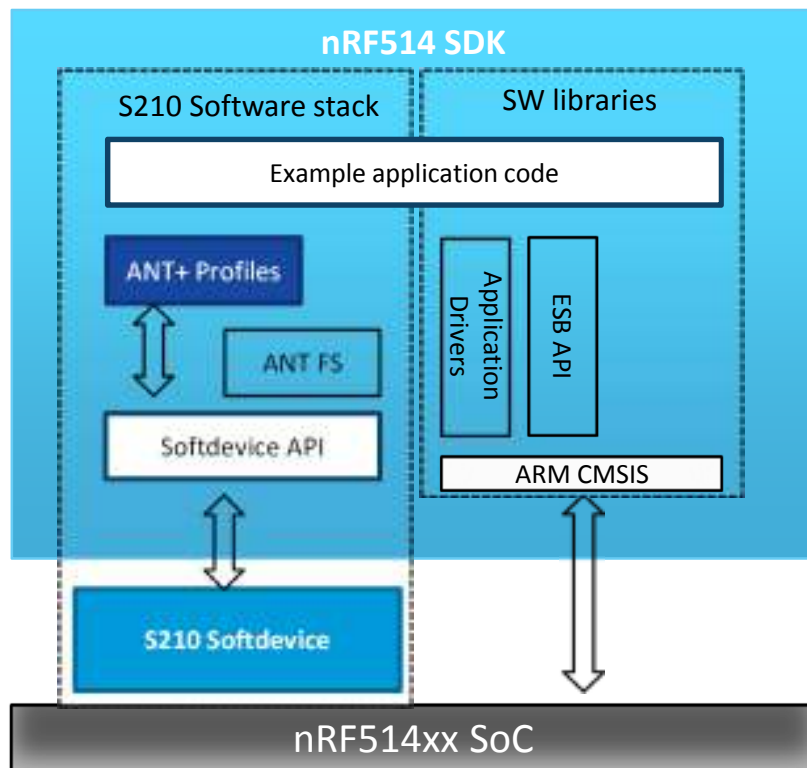 nRF514 SDK
S210 Software stack
SW libraries
Example application code
ANT+ Profiles
Application
Drivers
ESB API
ANT FS
Softdevice API
ARM CMSIS
S210 Softdevice
nRF514xx SoC